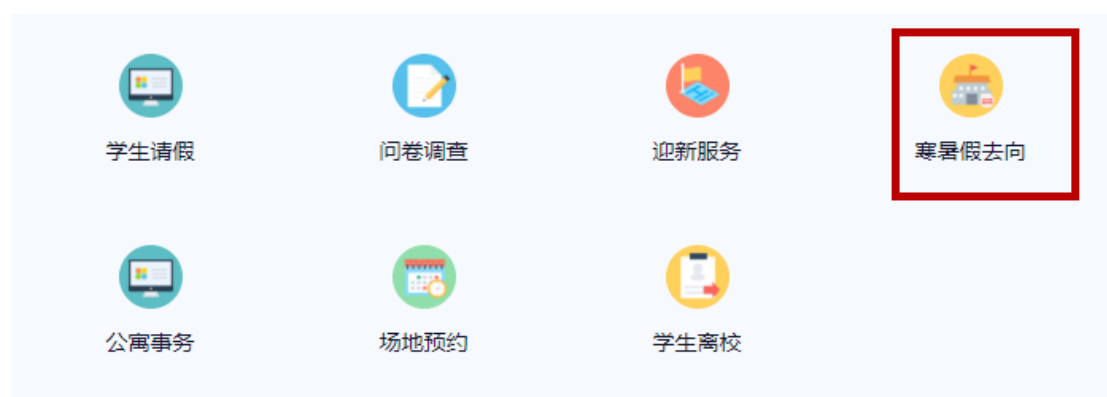 学生请假
问卷调查
迎新服务
寒暑假去向
公寓事务
场地预约
学生离校